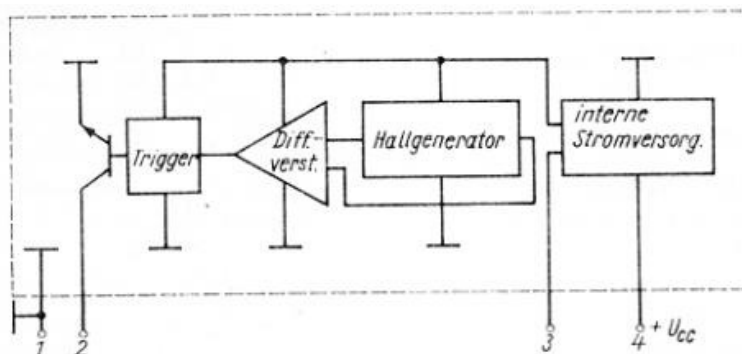 interne
Stromversorg.
Hallgenerator
Diff.-
verst.
Trigger
1 2 3 4 + Ucc